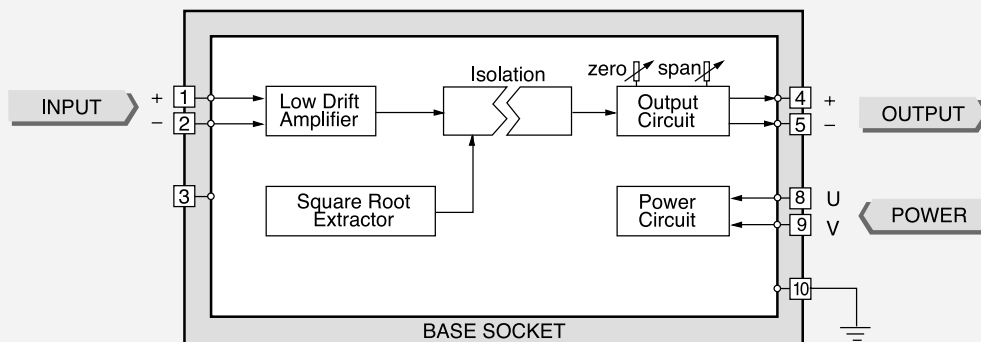 Isolation
zero
span
INPUT
+
1
Low Drift
Amplifier
Output
Circuit
4
+
OUTPUT
−
2
5
−
3
Square Root
Extractor
Power
Circuit
8
U
POWER
9
V
10
BASE SOCKET